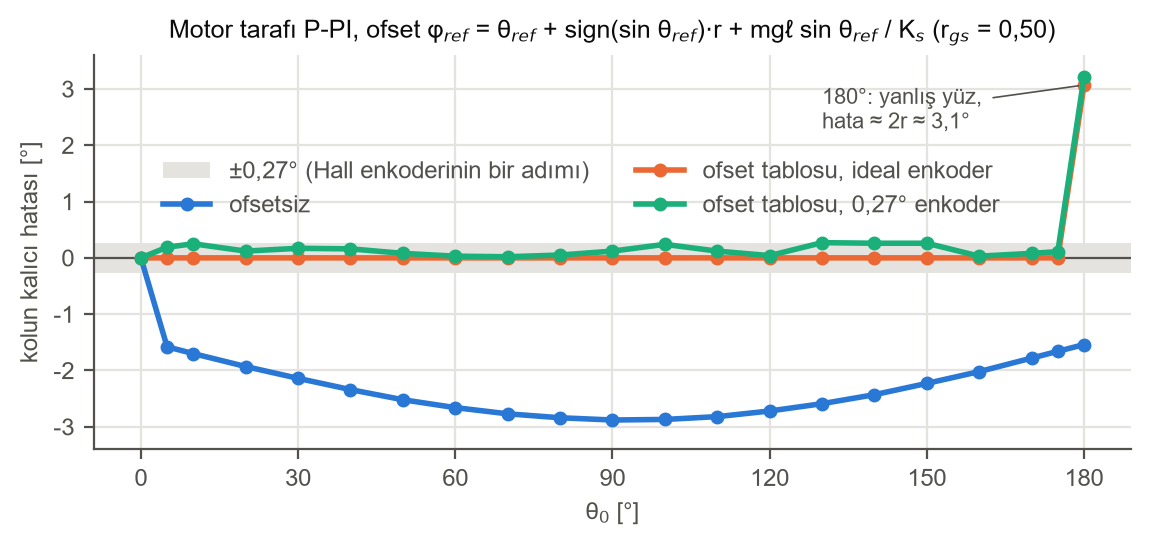 Motor tarafı P-PI, ofset φref = θref + sign(sin θref)·r + mgℓ sin θref / Ks (rgs = 0,50)
180°: yanlış yüz,
hata ≈ 2r ≈ 3,1°
±0,27° (Hall enkoderinin bir adımı)
ofsetsiz
ofset tablosu, ideal enkoder
ofset tablosu, 0,27° enkoder
kolun kalıcı hatası [°]
3
2
1
0
-1
-2
-3
0 30 60 90 120 150 180
θ0 [°]